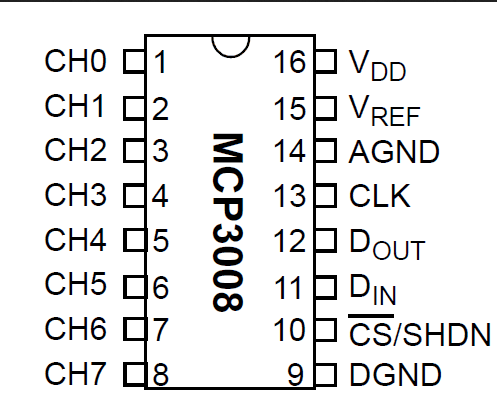 CH0 1 16 VDD
CH1 2 15 VREF
CH2 3 14 AGND
CH3 4 13 CLK
CH4 5 12 DOUT
CH5 6 11 DIN
CH6 7 10 C̅S̅/SHDN
CH7 8 9 DGND
MCP3008